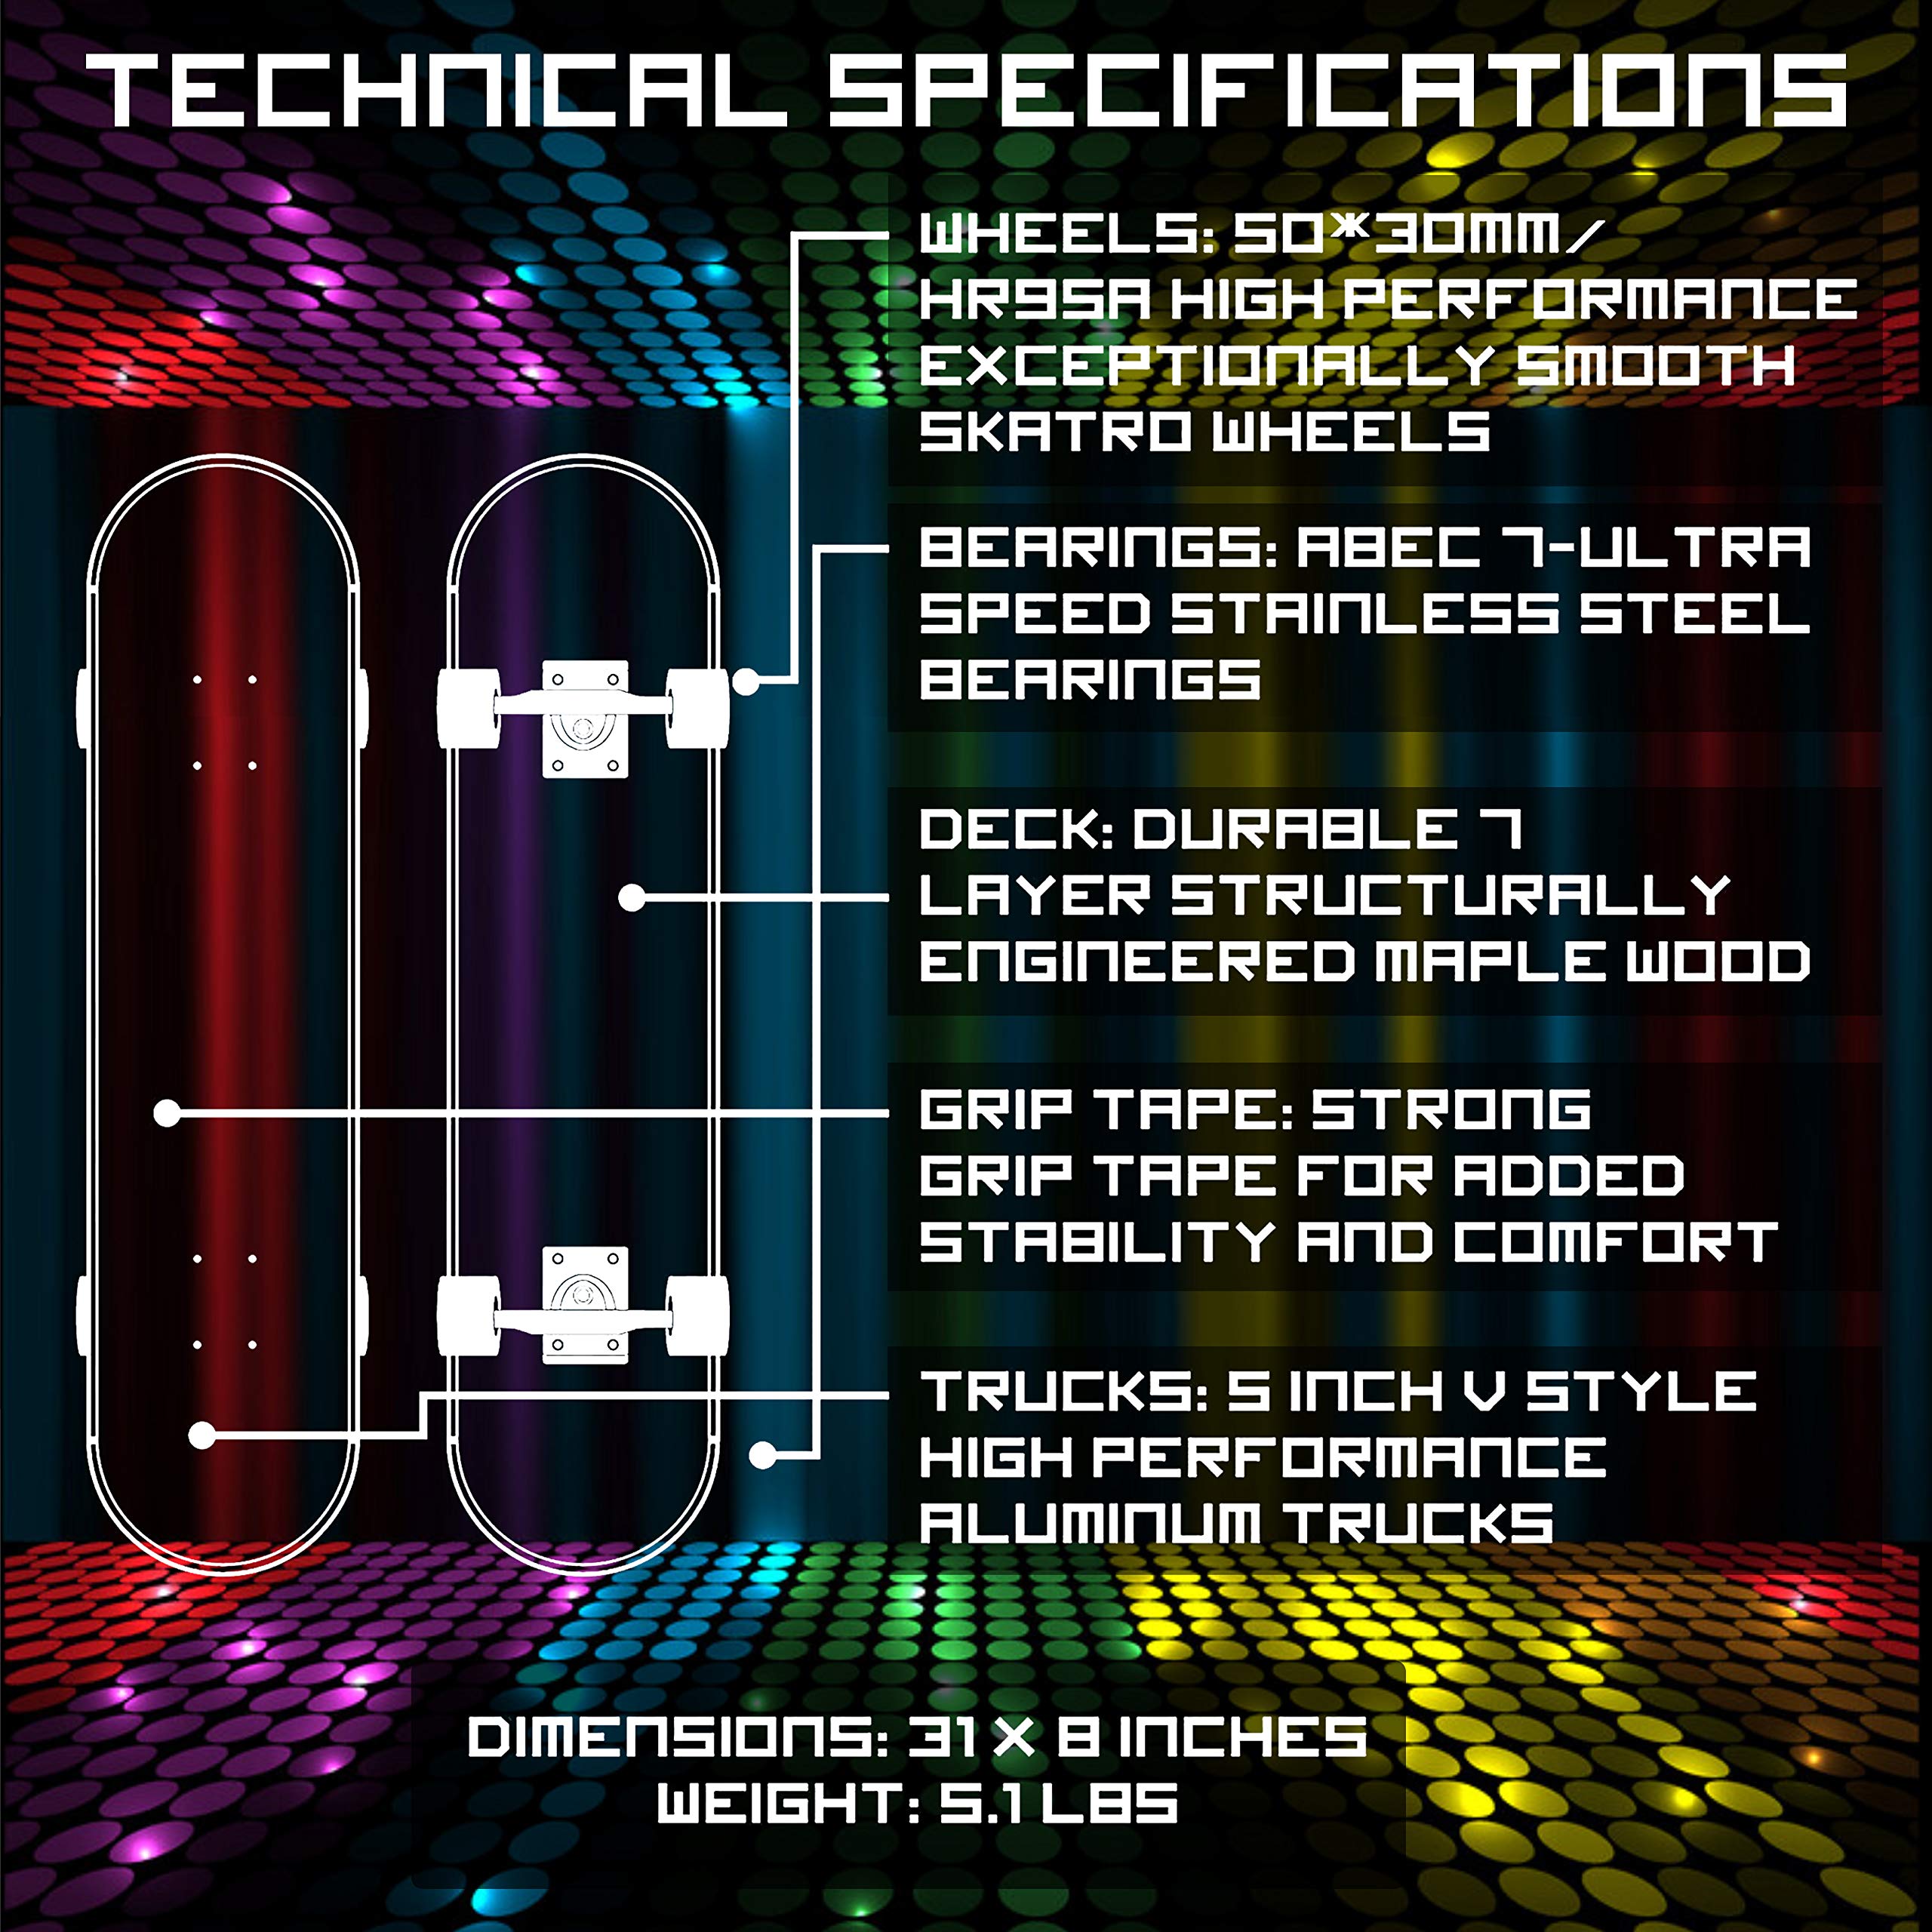 TECHNICAL SPECIFICATIONS
WHEELS: 50*30MM/
HR95A HIGH PERFORMANCE
EXCEPTIONALLY SMOOTH
SKATRO WHEELS
BEARINGS: ABEC 7-ULTRA
SPEED STAINLESS STEEL
BEARINGS
DECK: DURABLE 7
LAYER STRUCTURALLY
ENGINEERED MAPLE WOOD
GRIP TAPE: STRONG
GRIP TAPE FOR ADDED
STABILITY AND COMFORT
TRUCKS: 5 INCH V STYLE
HIGH PERFORMANCE
ALUMINUM TRUCKS
DIMENSIONS: 31 X 8 INCHES
WEIGHT: 5.1 LBS